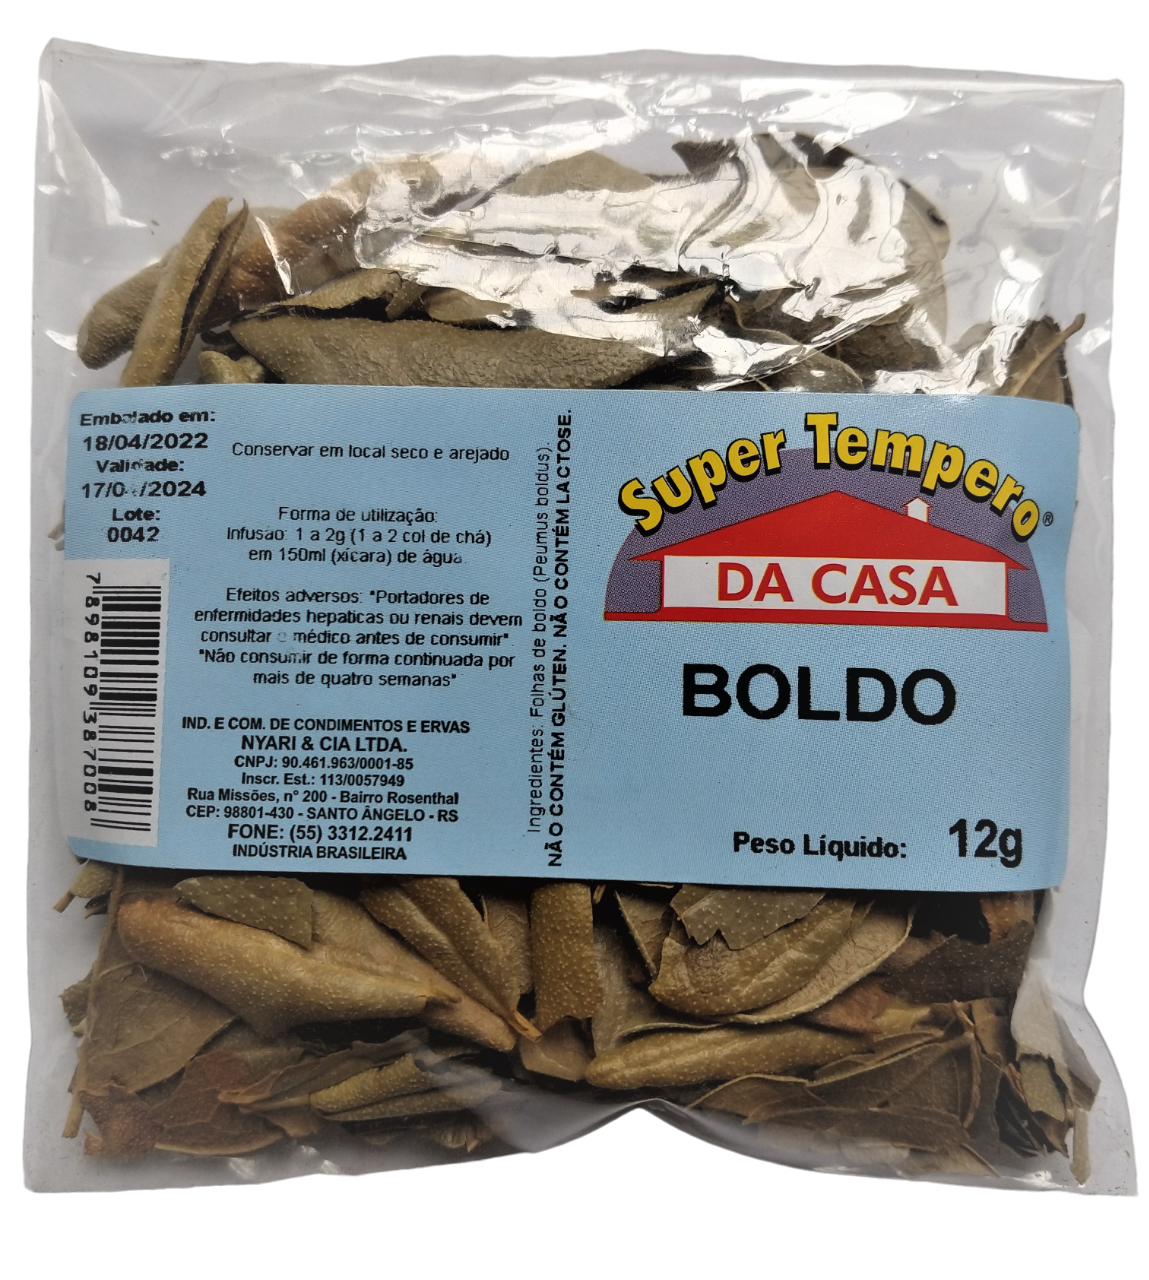 Embalado em:
18/04/2022
Validade:
17/0 /2024
Lote:
0042
Conservar em local seco e arejado
Forma de utilização:
Infusão: 1 a 2g (1 a 2 col de chá)
em 150ml (xícara) de água.
Efeitos adversos: "Portadores de
enfermidades hepaticas ou renais devem
consultar o médico antes de consumir"
"Não consumir de forma continuada por
mais de quatro semanas"
7898109387008
IND. E COM. DE CONDIMENTOS E ERVAS
NYARI & CIA LTDA.
CNPJ: 90.461.963/0001-85
Inscr. Est.: 113/0057949
Rua Missões, n° 200 - Bairro Rosenthal
CEP: 98801-430 - SANTO ÂNGELO - RS
FONE: (55) 3312.2411
INDÚSTRIA BRASILEIRA
Ingredientes: Folhas de boldo (Peumus boldus).
NÃO CONTÉM GLÚTEN. NÃO CONTÉM LACTOSE.
Super Tempero®
DA CASA
BOLDO
Peso Líquido: 12g